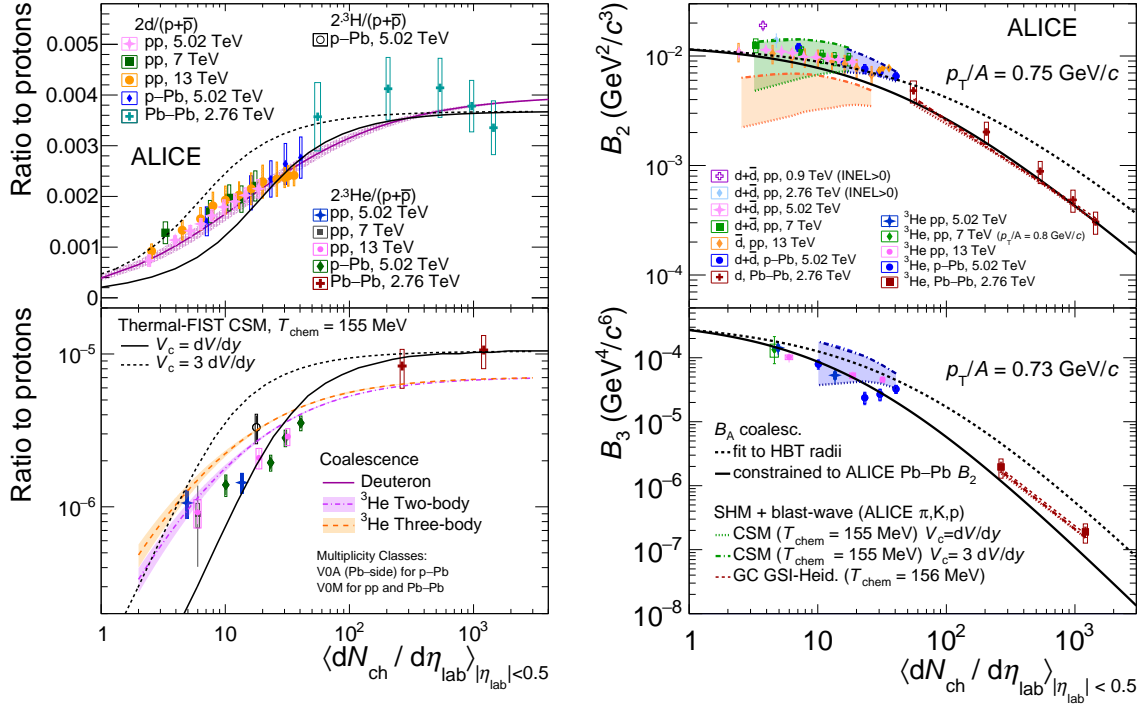 Ratio to protons
0.005
0.004
0.003
0.002
0.001
0
2d/(p+p̅)
pp, 5.02 TeV
pp, 7 TeV
pp, 13 TeV
p–Pb, 5.02 TeV
Pb–Pb, 2.76 TeV
2·³H/(p+p̅)
p–Pb, 5.02 TeV
ALICE
2·³He/(p+p̅)
pp, 5.02 TeV
pp, 7 TeV
pp, 13 TeV
p–Pb, 5.02 TeV
Pb–Pb, 2.76 TeV
Ratio to protons
10⁻⁵
10⁻⁶
Thermal-FIST CSM, T_chem = 155 MeV
V_c = dV/dy
V_c = 3 dV/dy
Coalescence
Deuteron
³He Two-body
³He Three-body
Multiplicity Classes:
V0A (Pb–side) for p–Pb
V0M for pp and Pb–Pb
1 10 10² 10³
⟨dN_ch / dη_lab⟩_|η_lab|<0.5
B₂ (GeV²/c³)
10⁻¹
10⁻²
10⁻³
10⁻⁴
ALICE
p_T/A = 0.75 GeV/c
d+d̅, pp, 0.9 TeV (INEL>0)
d+d̅, pp, 2.76 TeV (INEL>0)
d+d̅, pp, 5.02 TeV
d+d̅, pp, 7 TeV
d̅, pp, 13 TeV
d+d̅, p–Pb, 5.02 TeV
d, Pb–Pb, 2.76 TeV
³He pp, 5.02 TeV
³He, pp, 7 TeV (p_T/A = 0.8 GeV/c)
³He pp, 13 TeV
³He, p–Pb, 5.02 TeV
³He, Pb–Pb, 2.76 TeV
B₃ (GeV⁴/c⁶)
10⁻⁴
10⁻⁵
10⁻⁶
10⁻⁷
10⁻⁸
p_T/A = 0.73 GeV/c
B_A coalesc.
fit to HBT radii
constrained to ALICE Pb–Pb B₂
SHM + blast-wave (ALICE π,K,p)
CSM (T_chem = 155 MeV) V_c=dV/dy
CSM (T_chem = 155 MeV) V_c= 3 dV/dy
GC GSI-Heid. (T_chem = 156 MeV)
1 10 10² 10³
⟨dN_ch / dη_lab⟩_|η_lab| < 0.5